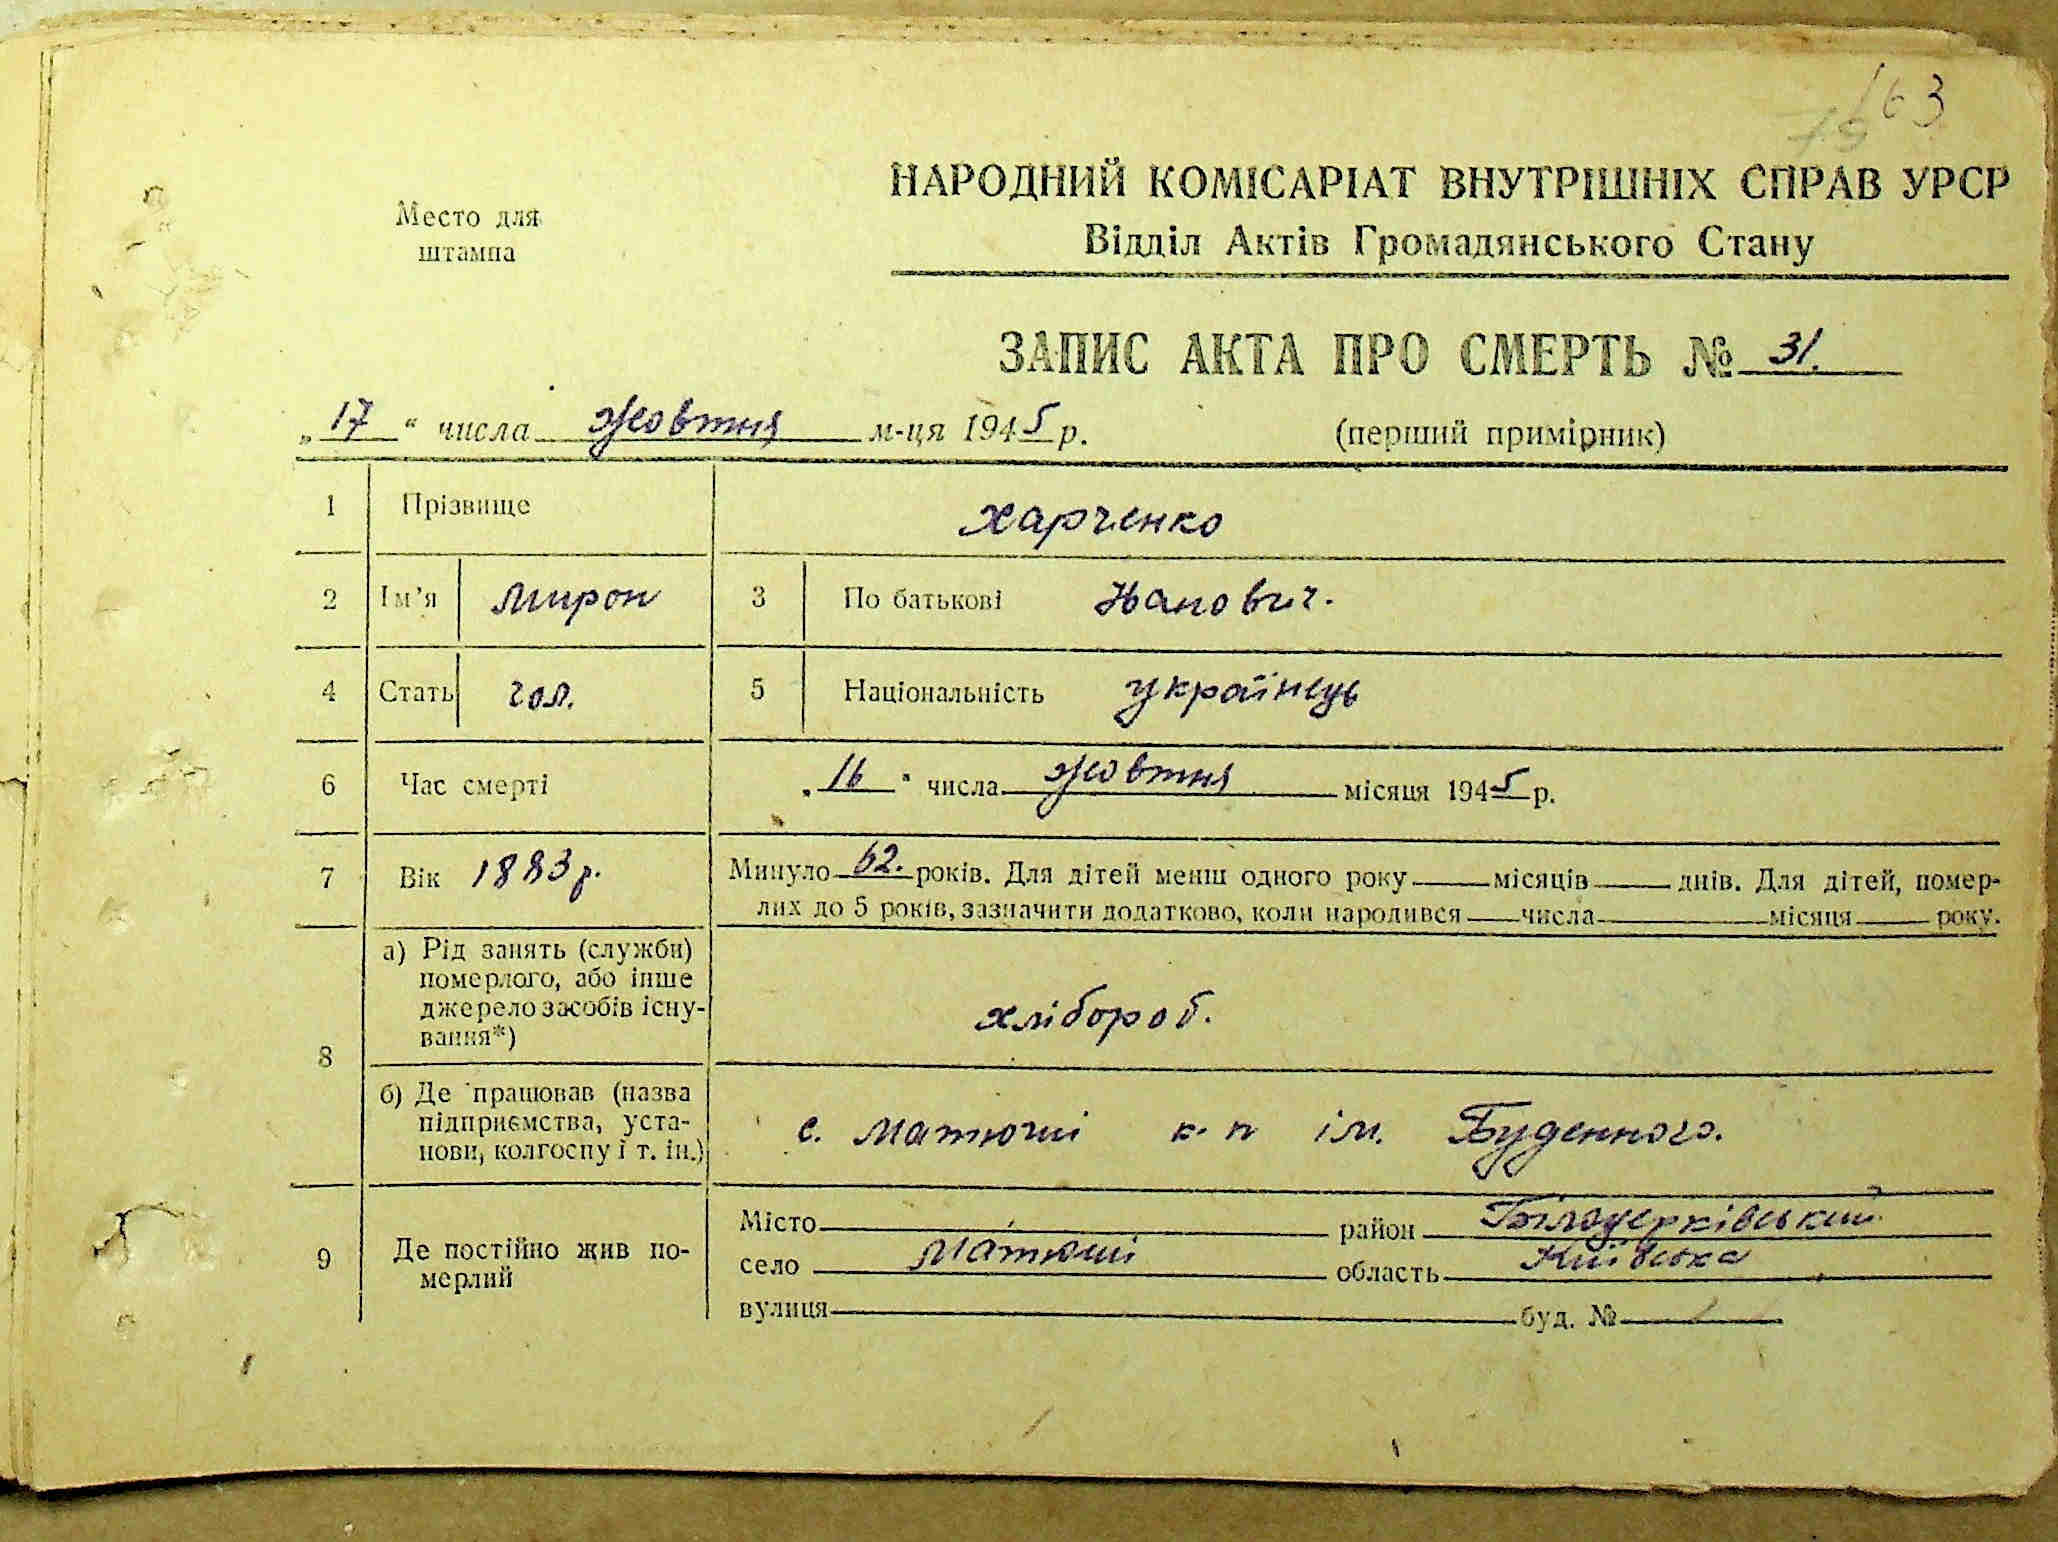 163
79
НАРОДНИЙ КОМІСАРІАТ ВНУТРІШНІХ СПРАВ УРСР
Место для
штампа
Відділ Актів Громадянського Стану
ЗАПИС АКТА ПРО СМЕРТЬ № 31.
„17“ числа Жовтня м-ця 1945 р. (перший примірник)
1 Прізвище Харченко
2 Ім’я Мирон 3 По батькові Нанович.
4 Стать чол. 5 Національність українець
6 Час смерті „16“ числа Жовтня місяця 1945 р.
7 Вік 1883 р. Минуло 62. років. Для дітей менш одного року місяців днів. Для дітей, помер-
лих до 5 років, зазначити додатково, коли народився числа місяця року.
8 а) Рід занять (служби)
померлого, або інше
джерело засобів існу-
вання*)
хлібороб.
б) Де працював (назва
підприємства, уста-
нови, колгоспу і т. ін.)
с. Матюші к-п ім. Буденного.
9 Де постійно жив по-
мерлий
Місто район Білоцерківський
село Матюші область Київська
вулиця буд. №